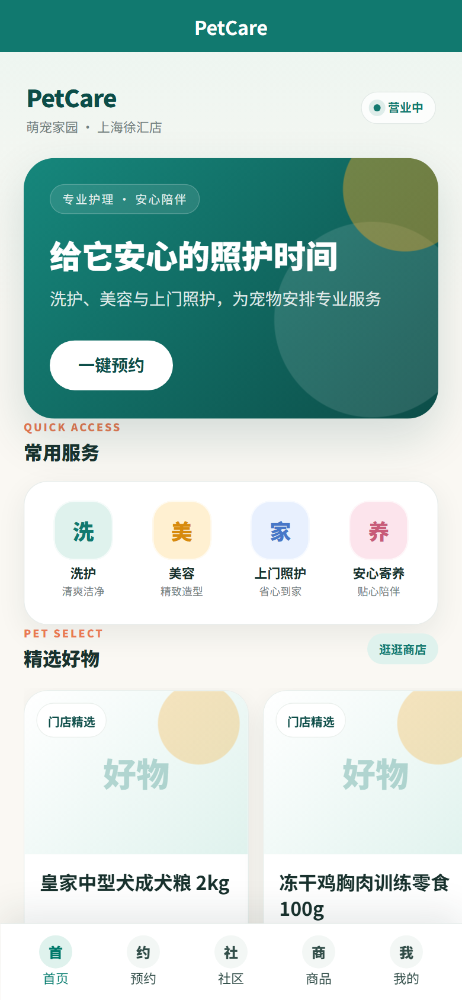 PetCare
PetCare
萌宠家园 · 上海徐汇店
营业中
专业护理 · 安心陪伴
给它安心的照护时间
洗护、美容与上门照护，为宠物安排专业服务
一键预约
QUICK ACCESS
常用服务
洗 美 家 养
洗护 美容 上门照护 安心寄养
清爽洁净 精致造型 省心到家 贴心陪伴
PET SELECT
精选好物
逛逛商店
门店精选 门店精选
好物 好物
皇家中型犬成犬粮 2kg
冻干鸡胸肉训练零食
100g
首 约 社 商 我
首页 预约 社区 商品 我的